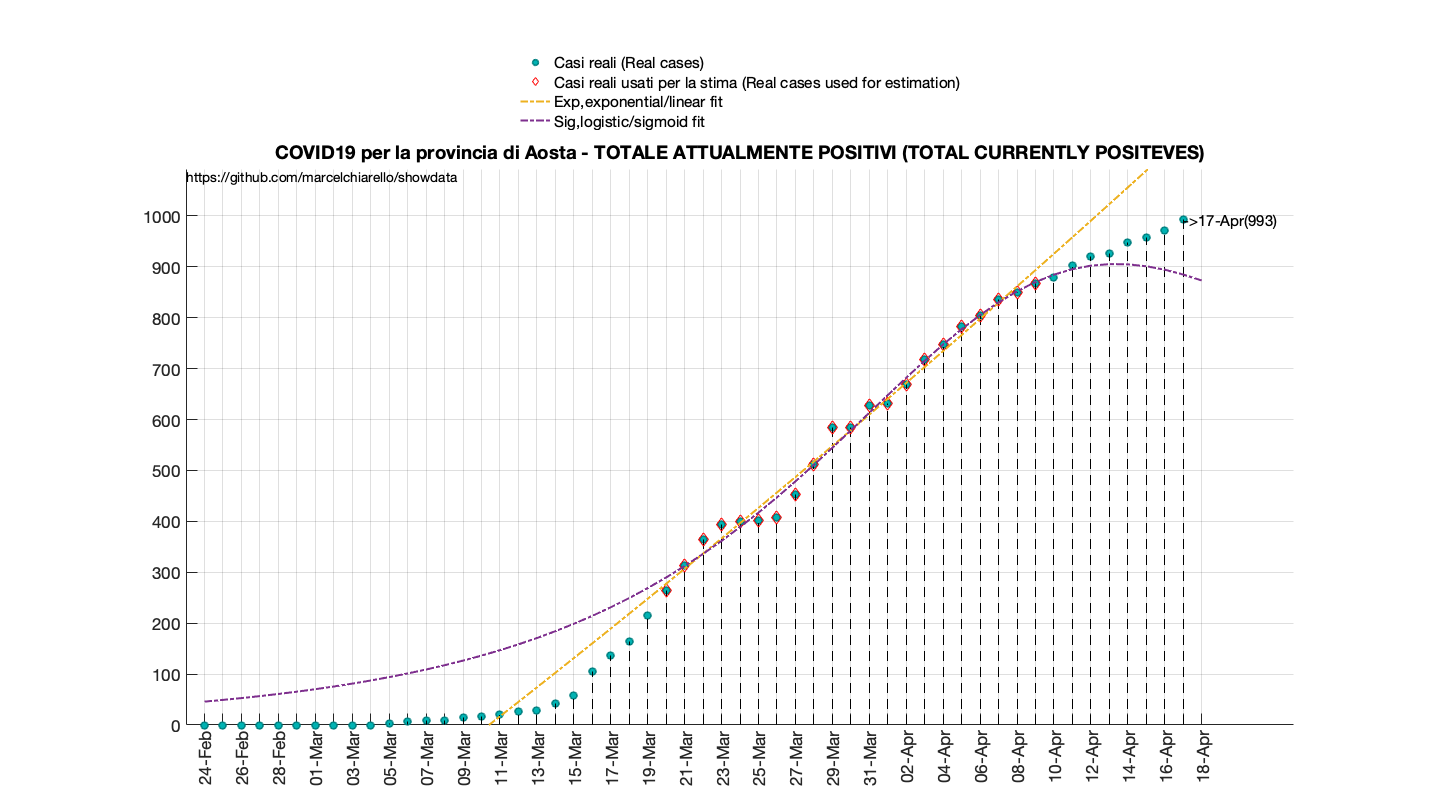 Casi reali (Real cases)
Casi reali usati per la stima (Real cases used for estimation)
Exp,exponential/linear fit
Sig,logistic/sigmoid fit
COVID19 per la provincia di Aosta - TOTALE ATTUALMENTE POSITIVI (TOTAL CURRENTLY POSITEVES)
https://github.com/marcelchiarello/showdata
1000
900
800
700
600
500
400
300
200
100
0
->17-Apr(993)
24-Feb
26-Feb
28-Feb
01-Mar
03-Mar
05-Mar
07-Mar
09-Mar
11-Mar
13-Mar
15-Mar
17-Mar
19-Mar
21-Mar
23-Mar
25-Mar
27-Mar
29-Mar
31-Mar
02-Apr
04-Apr
06-Apr
08-Apr
10-Apr
12-Apr
14-Apr
16-Apr
18-Apr